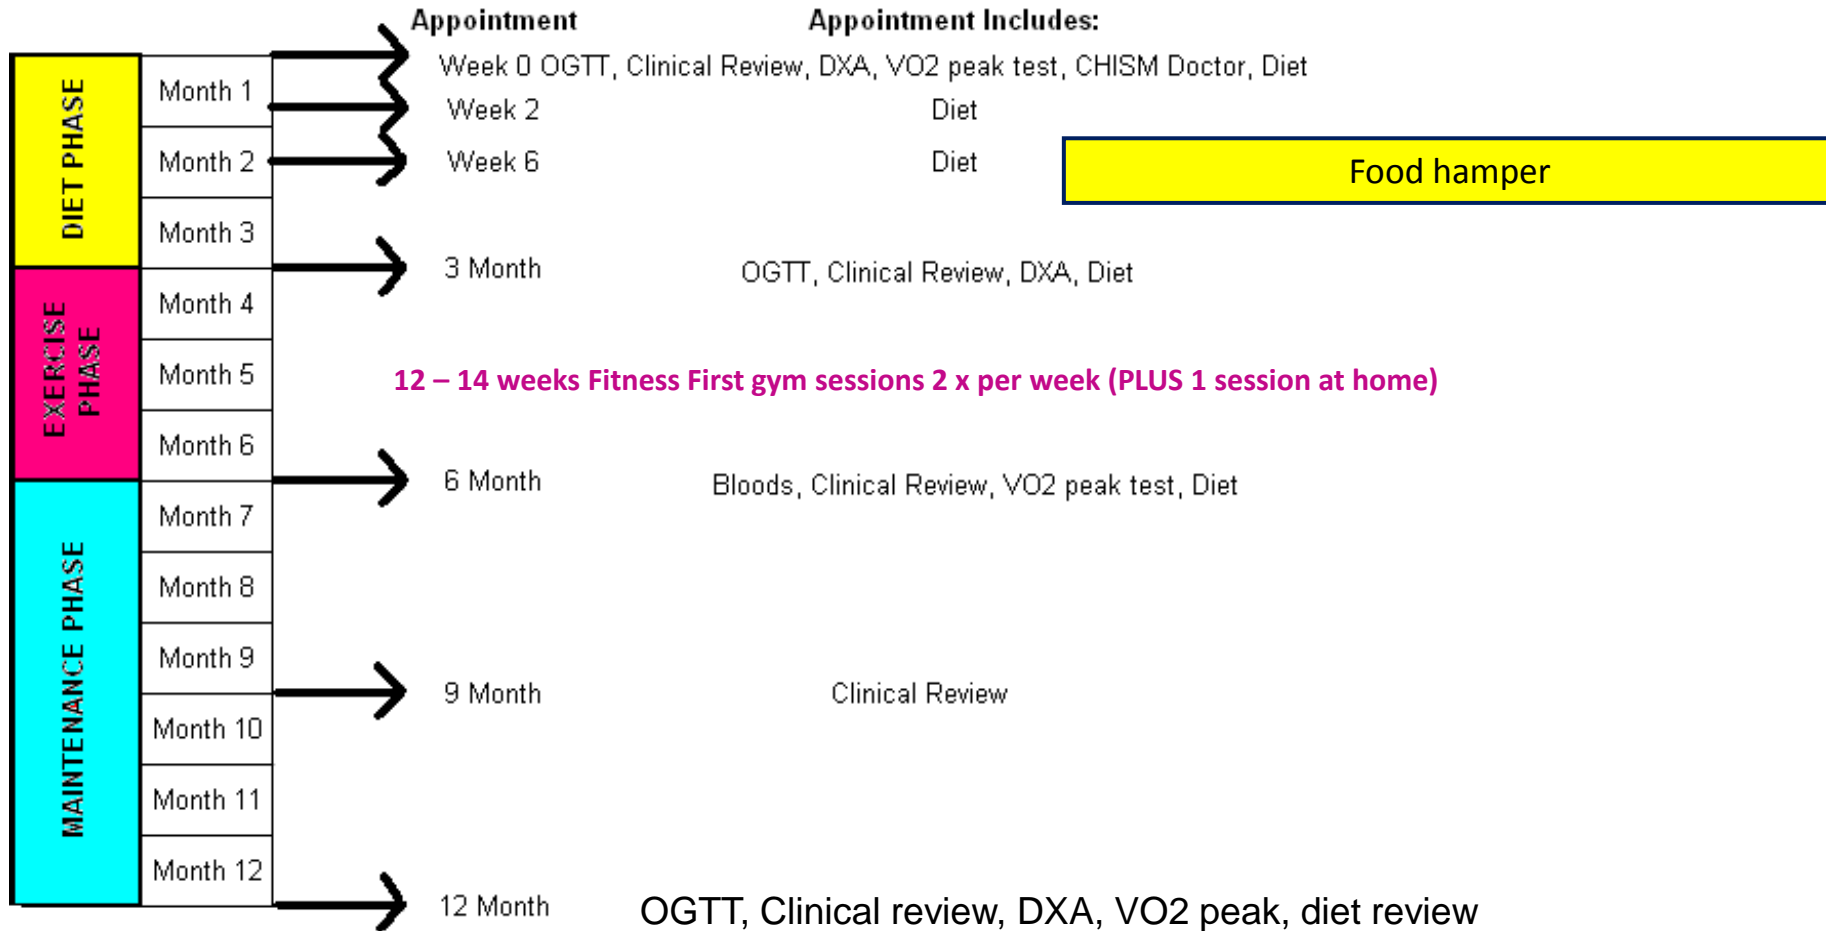 Appointment Appointment Includes:
Week 0 OGTT, Clinical Review, DXA, VO2 peak test, CHISM Doctor, Diet
Month 1
Week 2 Diet
Month 2 Week 6 Diet Food hamper
DIET PHASE
Month 3
3 Month OGTT, Clinical Review, DXA, Diet
Month 4
EXERCISE
PHASE
Month 5 12 – 14 weeks Fitness First gym sessions 2 x per week (PLUS 1 session at home)
Month 6
6 Month Bloods, Clinical Review, VO2 peak test, Diet
Month 7
Month 8
MAINTENANCE PHASE
Month 9
9 Month Clinical Review
Month 10
Month 11
Month 12
12 Month OGTT, Clinical review, DXA, VO2 peak, diet review